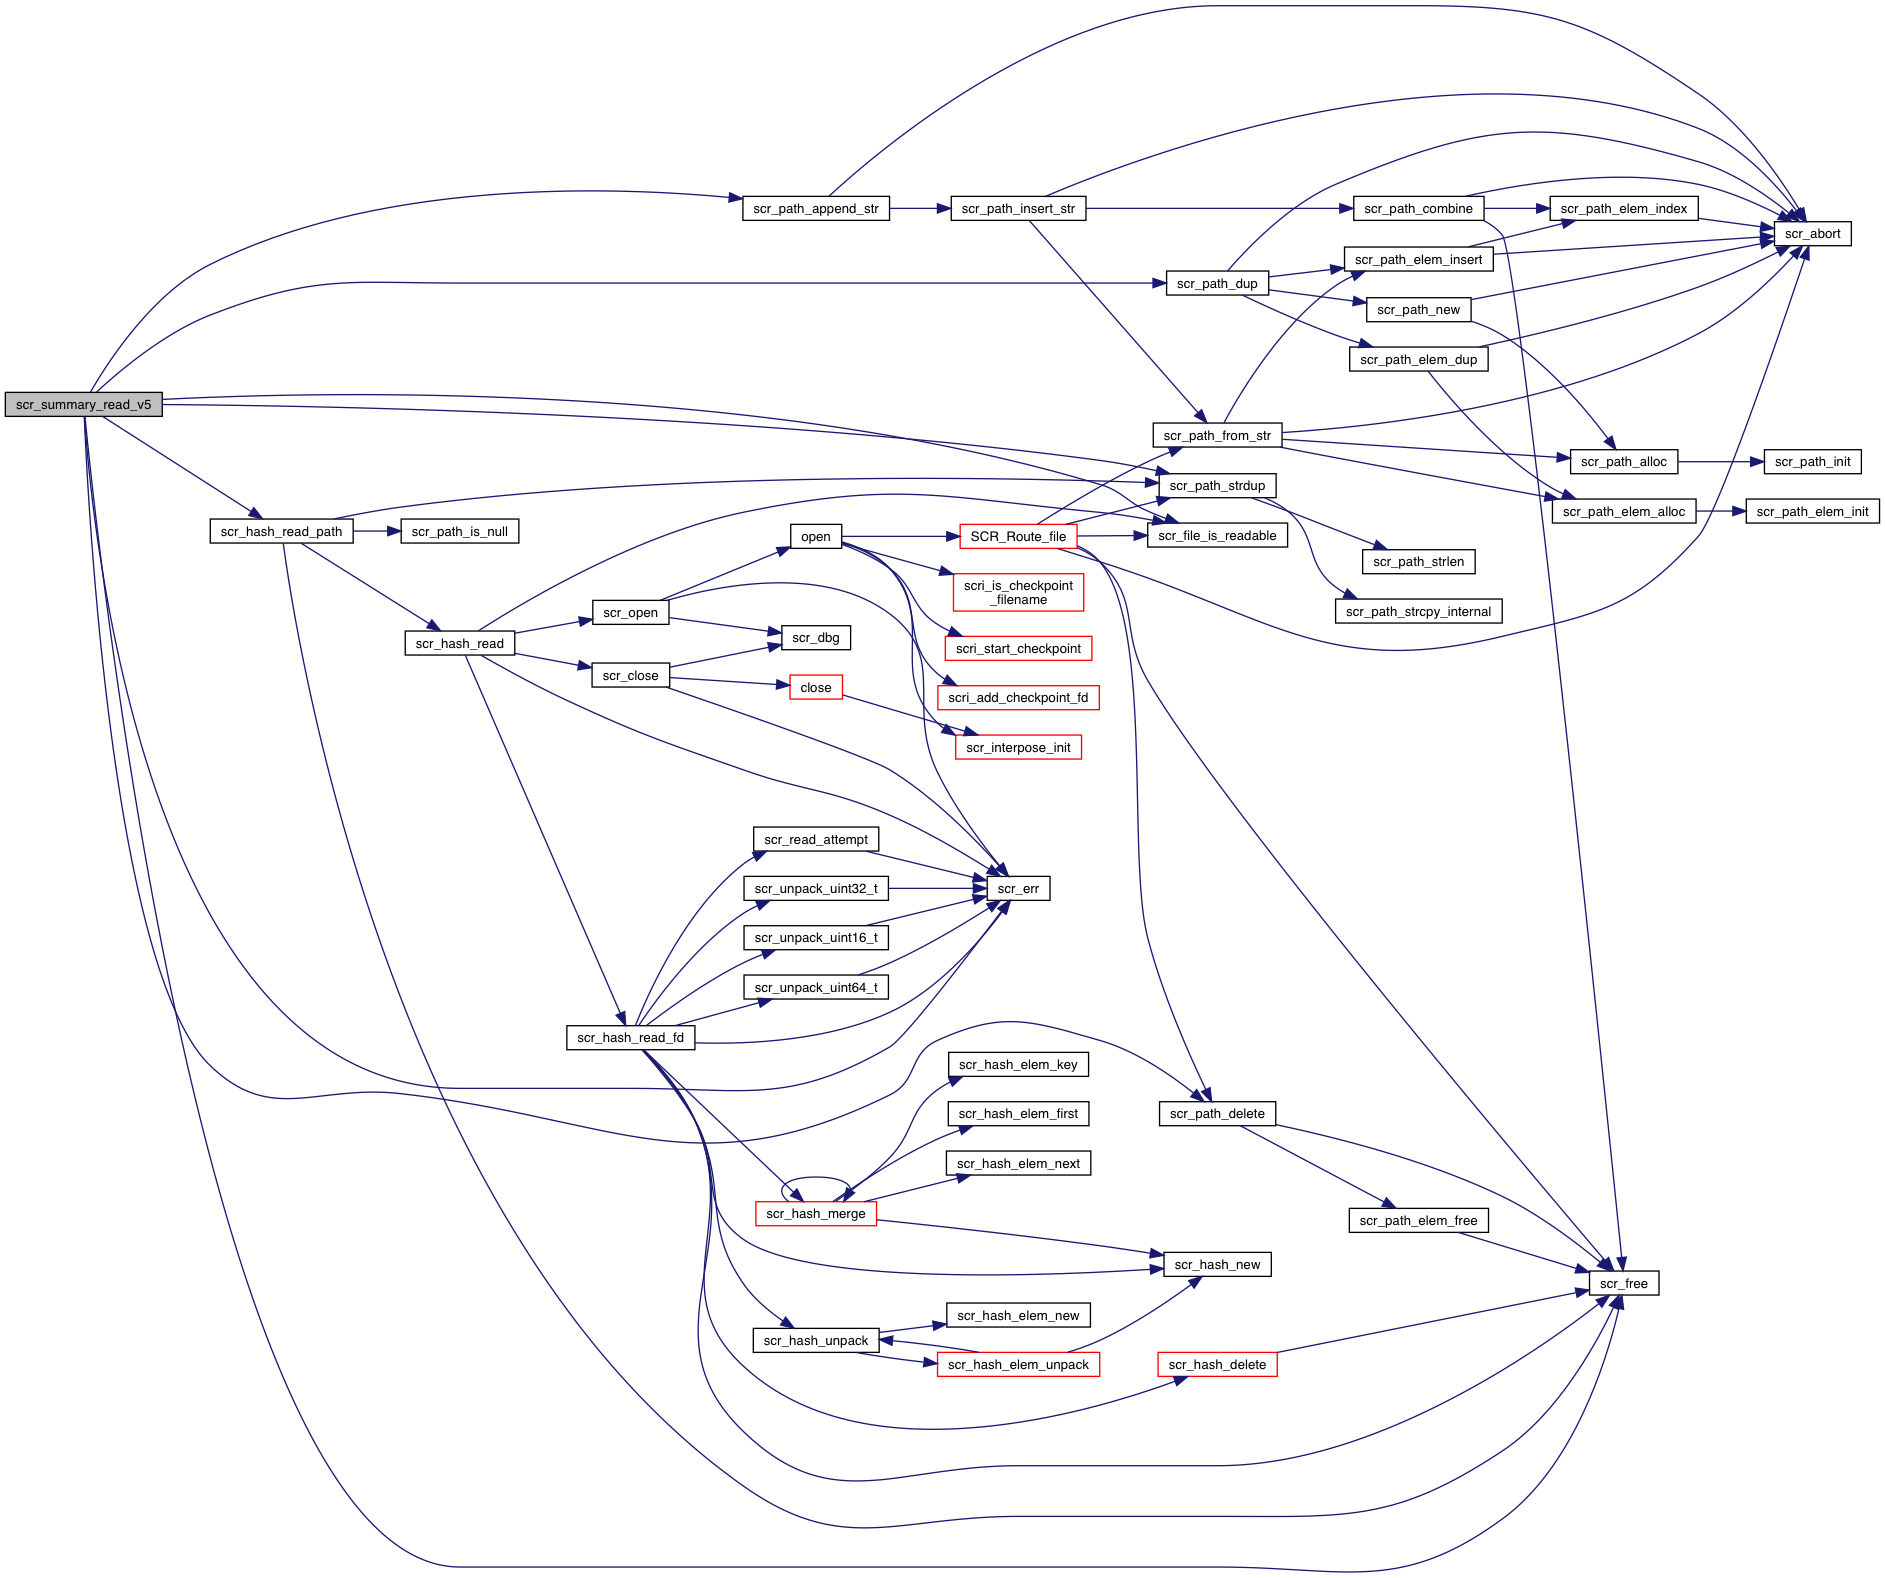 scr_summary_read_v5
scr_path_append_str
scr_path_insert_str
scr_path_combine
scr_path_elem_index
scr_abort
scr_path_elem_insert
scr_path_dup
scr_path_new
scr_path_elem_dup
scr_path_from_str
scr_path_alloc
scr_path_init
scr_path_strdup
scr_path_elem_alloc
scr_path_elem_init
scr_hash_read_path
scr_path_is_null
open
SCR_Route_file
scr_file_is_readable
scr_path_strlen
scri_is_checkpoint
_filename
scr_path_strcpy_internal
scr_open
scr_hash_read
scr_dbg
scri_start_checkpoint
scr_close
close
scri_add_checkpoint_fd
scr_interpose_init
scr_read_attempt
scr_unpack_uint32_t
scr_err
scr_unpack_uint16_t
scr_unpack_uint64_t
scr_hash_read_fd
scr_hash_elem_key
scr_hash_elem_first
scr_path_delete
scr_hash_elem_next
scr_hash_merge
scr_path_elem_free
scr_hash_new
scr_free
scr_hash_elem_new
scr_hash_unpack
scr_hash_elem_unpack
scr_hash_delete